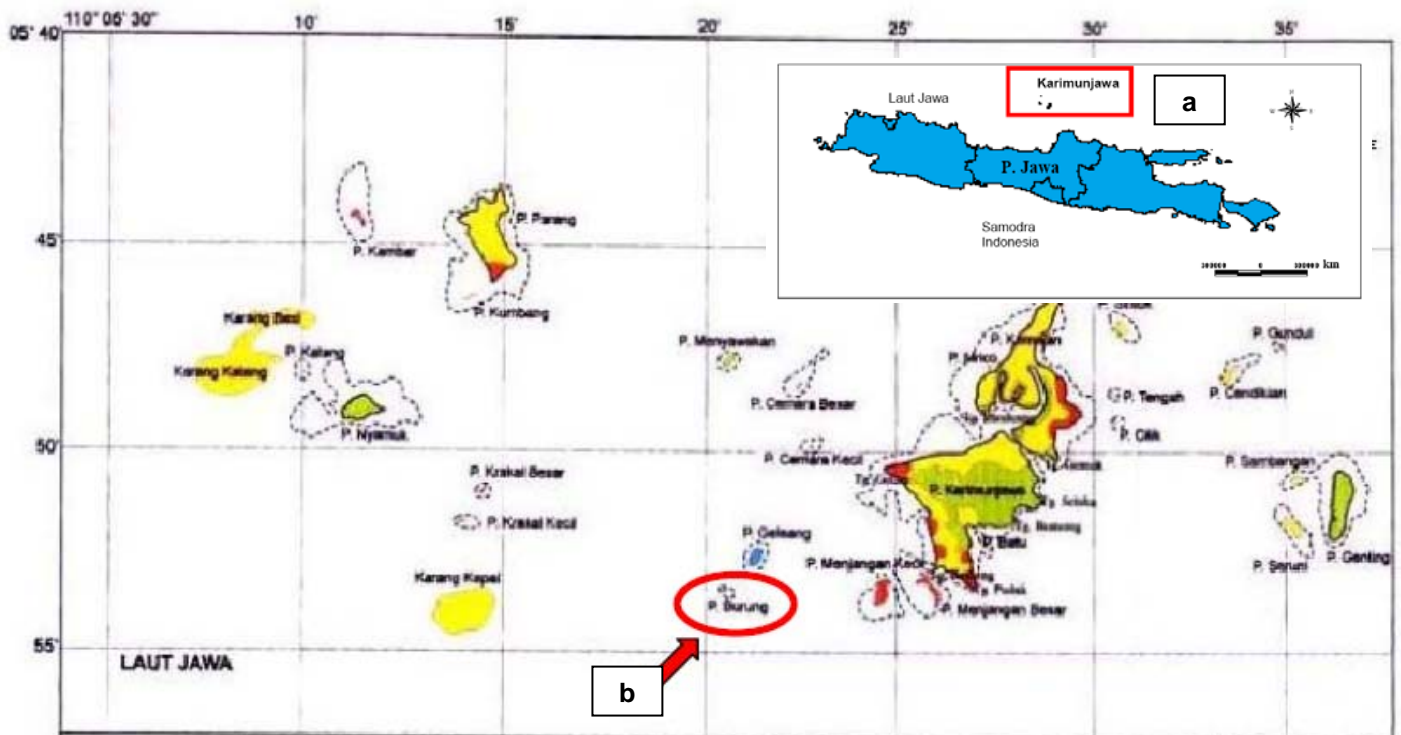 110° 05' 30"
10'
15'
20'
25'
30'
35'
05° 40'
Karimunjawa
a
Laut Jawa
P. Jawa
Samodra
Indonesia
km
P. Parang
45'
P. Kembar
P. Kumbang
Karang Besi
P. Katang
Karang Katang
P. Nyamuk
P. Menyawakan
P. Cemara Besar
P. Kemujan
P. Gundul
P. Cendikian
P. Tengah
P. Cilik
50'
P. Cemara Kecil
P. Krakal Besar
P. Krakal Kecil
P. Karimunjawa
P. Sambangan
P. Geleang
P. Batu
P. Seruni
P. Genting
Karang Kapal
P. Menjangan Kecil
P. Burung
P. Menjangan Besar
55'
LAUT JAWA
b